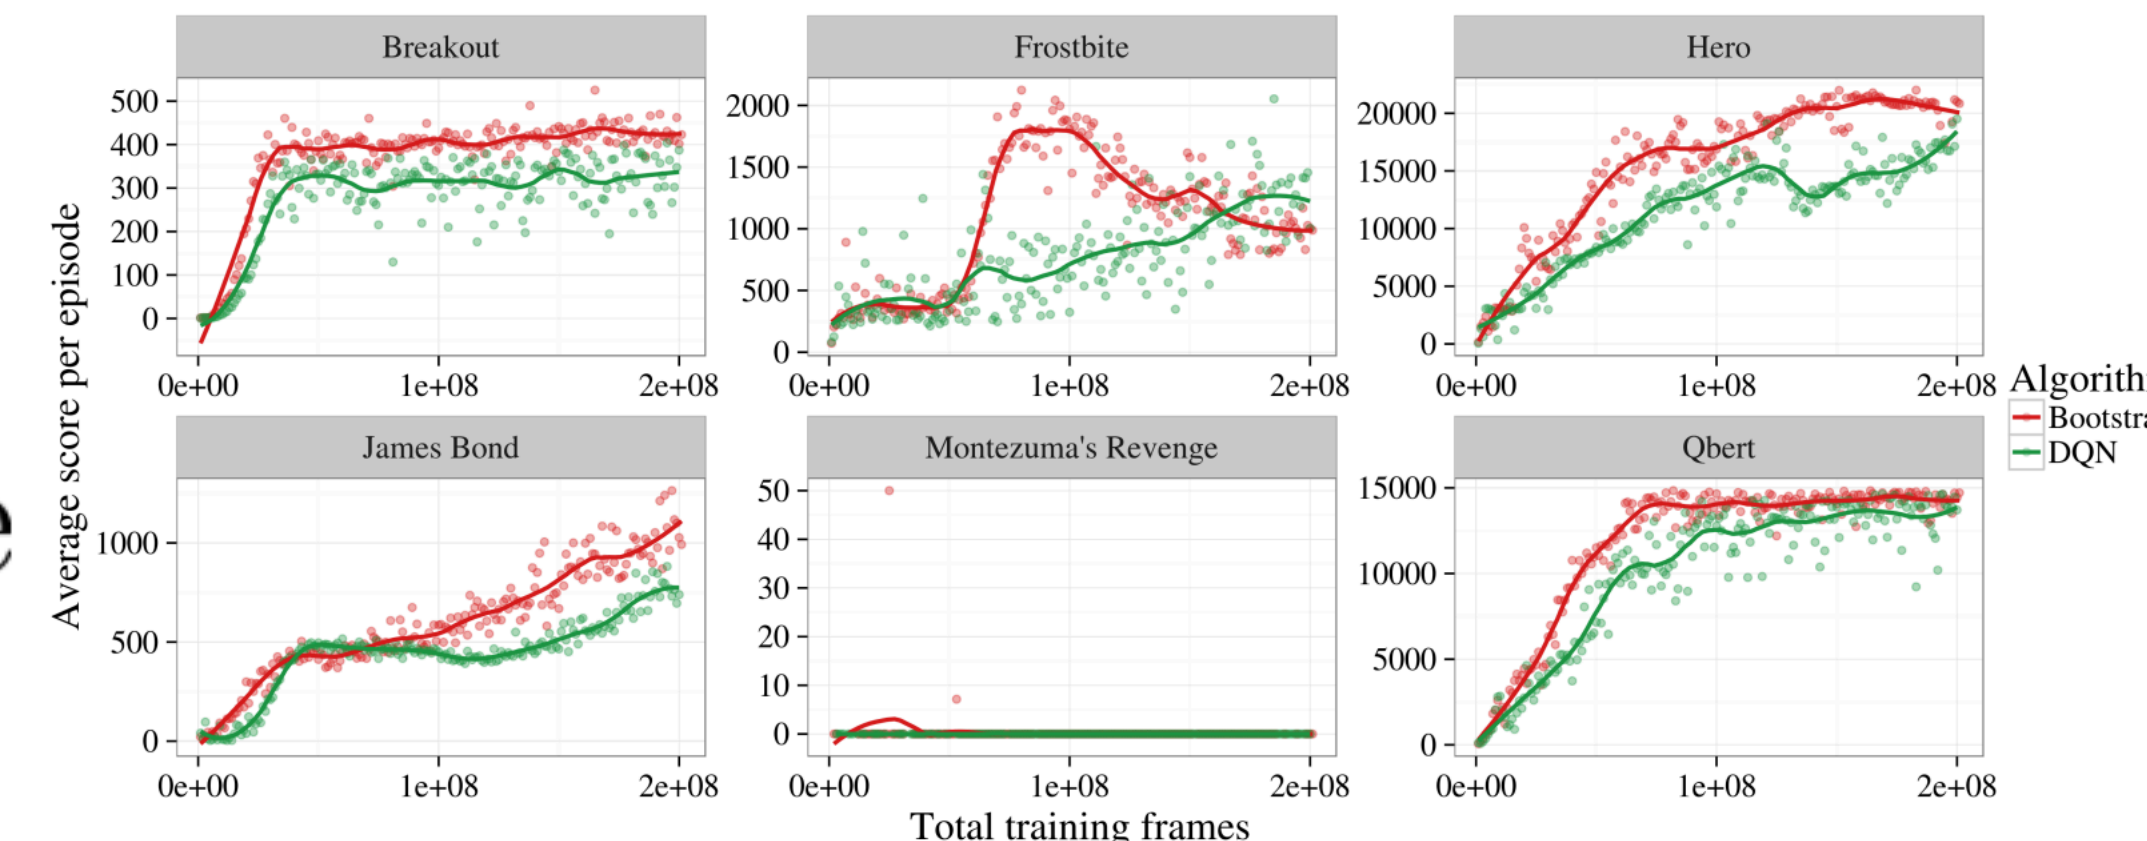 Breakout
Frostbite
Hero
500
400
300
200
100
0
0e+00 1e+08 2e+08
2000
1500
1000
500
0
0e+00 1e+08 2e+08
20000
15000
10000
5000
0
0e+00 1e+08 2e+08
James Bond
Montezuma's Revenge
Qbert
1000
500
0
0e+00 1e+08 2e+08
50
40
30
20
10
0
0e+00 1e+08 2e+08
15000
10000
5000
0
0e+00 1e+08 2e+08
Average score per episode
Total training frames
Algorith
Bootstra
DQN
e